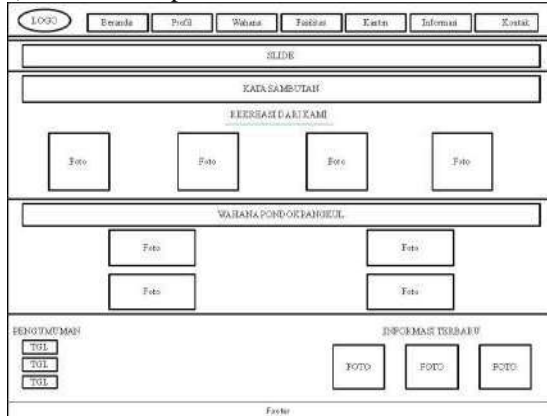 LOGO Beranda Profil Wahana Fasilitas Kantin Informasi Kontak
SLIDE
KATA SAMBUTAN
REKREASI DARI KAMI
Foto Foto Foto Foto
WAHANA PONDOK PANGKUL
Foto Foto
Foto Foto
PENGUMUMAN INFORMASI TERBARU
TGL
TGL
TGL
FOTO FOTO FOTO
Footer